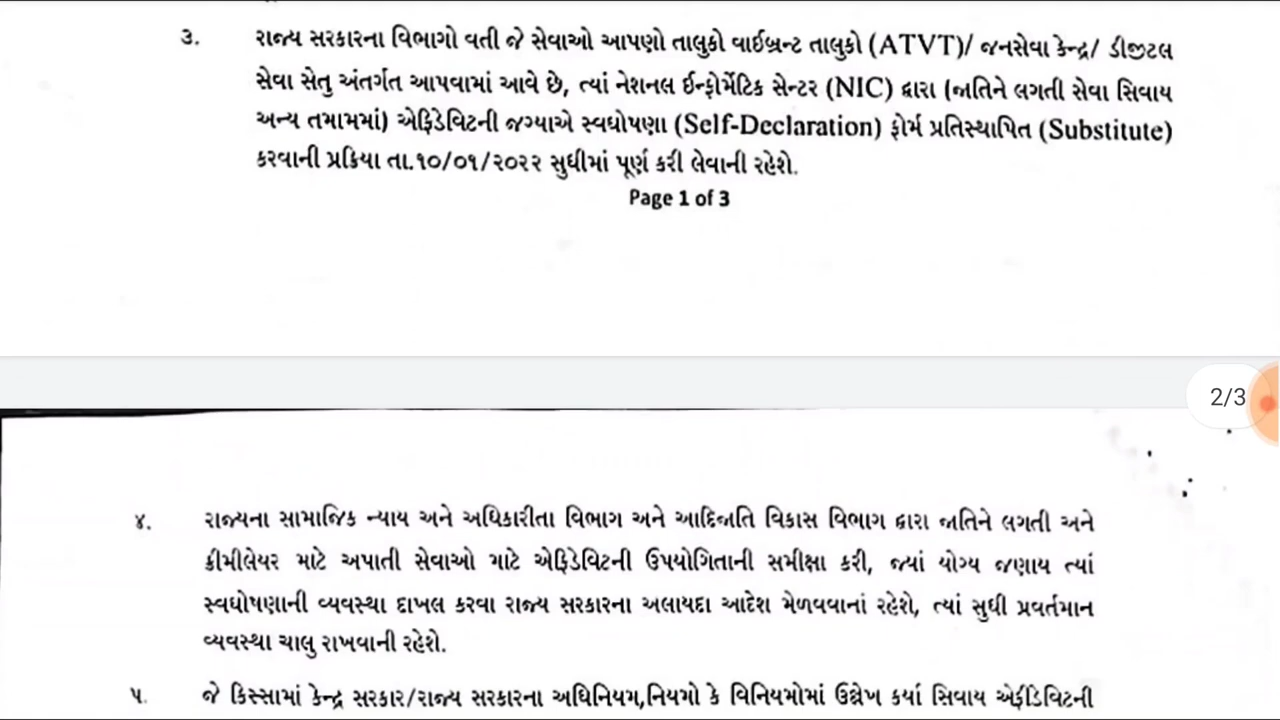 ૩. રાજ્ય સરકારના વિભાગો વતી જે સેવાઓ આપણો તાલુકો વાઈબ્રન્ટ તાલુકો (ATVT)/ જનસેવા કેન્દ્ર/ ડીજીટલ
સેવા સેતુ અંતર્ગત આપવામાં આવે છે, ત્યાં નેશનલ ઈન્ફોર્મેટિક સેન્ટર (NIC) દ્વારા (જાતિને લગતી સેવા સિવાય
અન્ય તમામમાં) એફિડેવિટની જગ્યાએ સ્વઘોષણા (Self-Declaration) ફોર્મ પ્રતિસ્થાપિત (Substitute)
કરવાની પ્રક્રિયા તા.૧૦/૦૧/૨૦૨૨ સુધીમાં પૂર્ણ કરી લેવાની રહેશે.
Page 1 of 3
2/3
૪. રાજ્યના સામાજિક ન્યાય અને અધિકારીતા વિભાગ અને આદિજાતિ વિકાસ વિભાગ દ્વારા જાતિને લગતી અને
ક્રીમીલેયર માટે અપાતી સેવાઓ માટે એફિડેવિટની ઉપયોગિતાની સમીક્ષા કરી, જ્યાં યોગ્ય જણાય ત્યાં
સ્વઘોષણાની વ્યવસ્થા દાખલ કરવા રાજ્ય સરકારના અલાયદા આદેશ મેળવવાનાં રહેશે, ત્યાં સુધી પ્રવર્તમાન
વ્યવસ્થા ચાલુ રાખવાની રહેશે.
૫. જે કિસ્સામાં કેન્દ્ર સરકાર/રાજ્ય સરકારના અધિનિયમ,નિયમો કે વિનિયમોમાં ઉલ્લેખ કર્યા સિવાય એફીડેવિટની